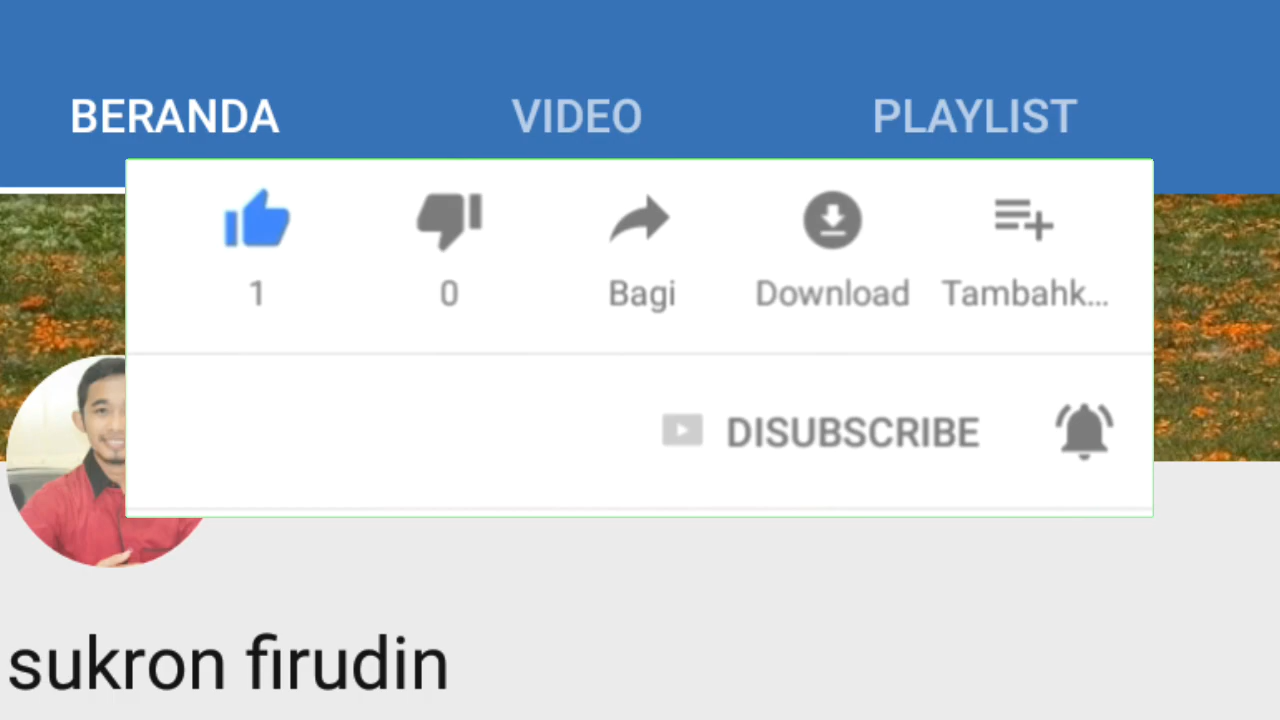 BERANDA VIDEO PLAYLIST
1 0 Bagi Download Tambahk...
DISUBSCRIBE
sukron firudin